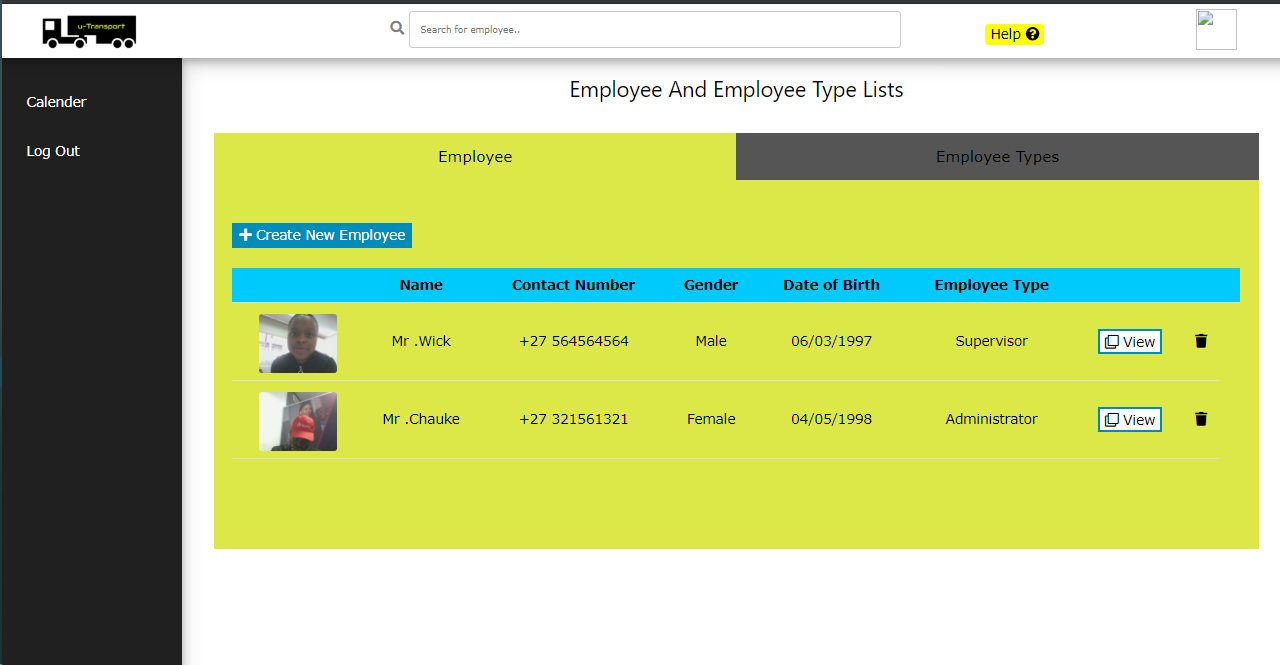 u-Transport
Search for employee..
Help
Calender
Log Out
Employee And Employee Type Lists
Employee
Employee Types
Create New Employee
Name Contact Number Gender Date of Birth Employee Type
Mr .Wick +27 564564564 Male 06/03/1997 Supervisor View
Mr .Chauke +27 321561321 Female 04/05/1998 Administrator View